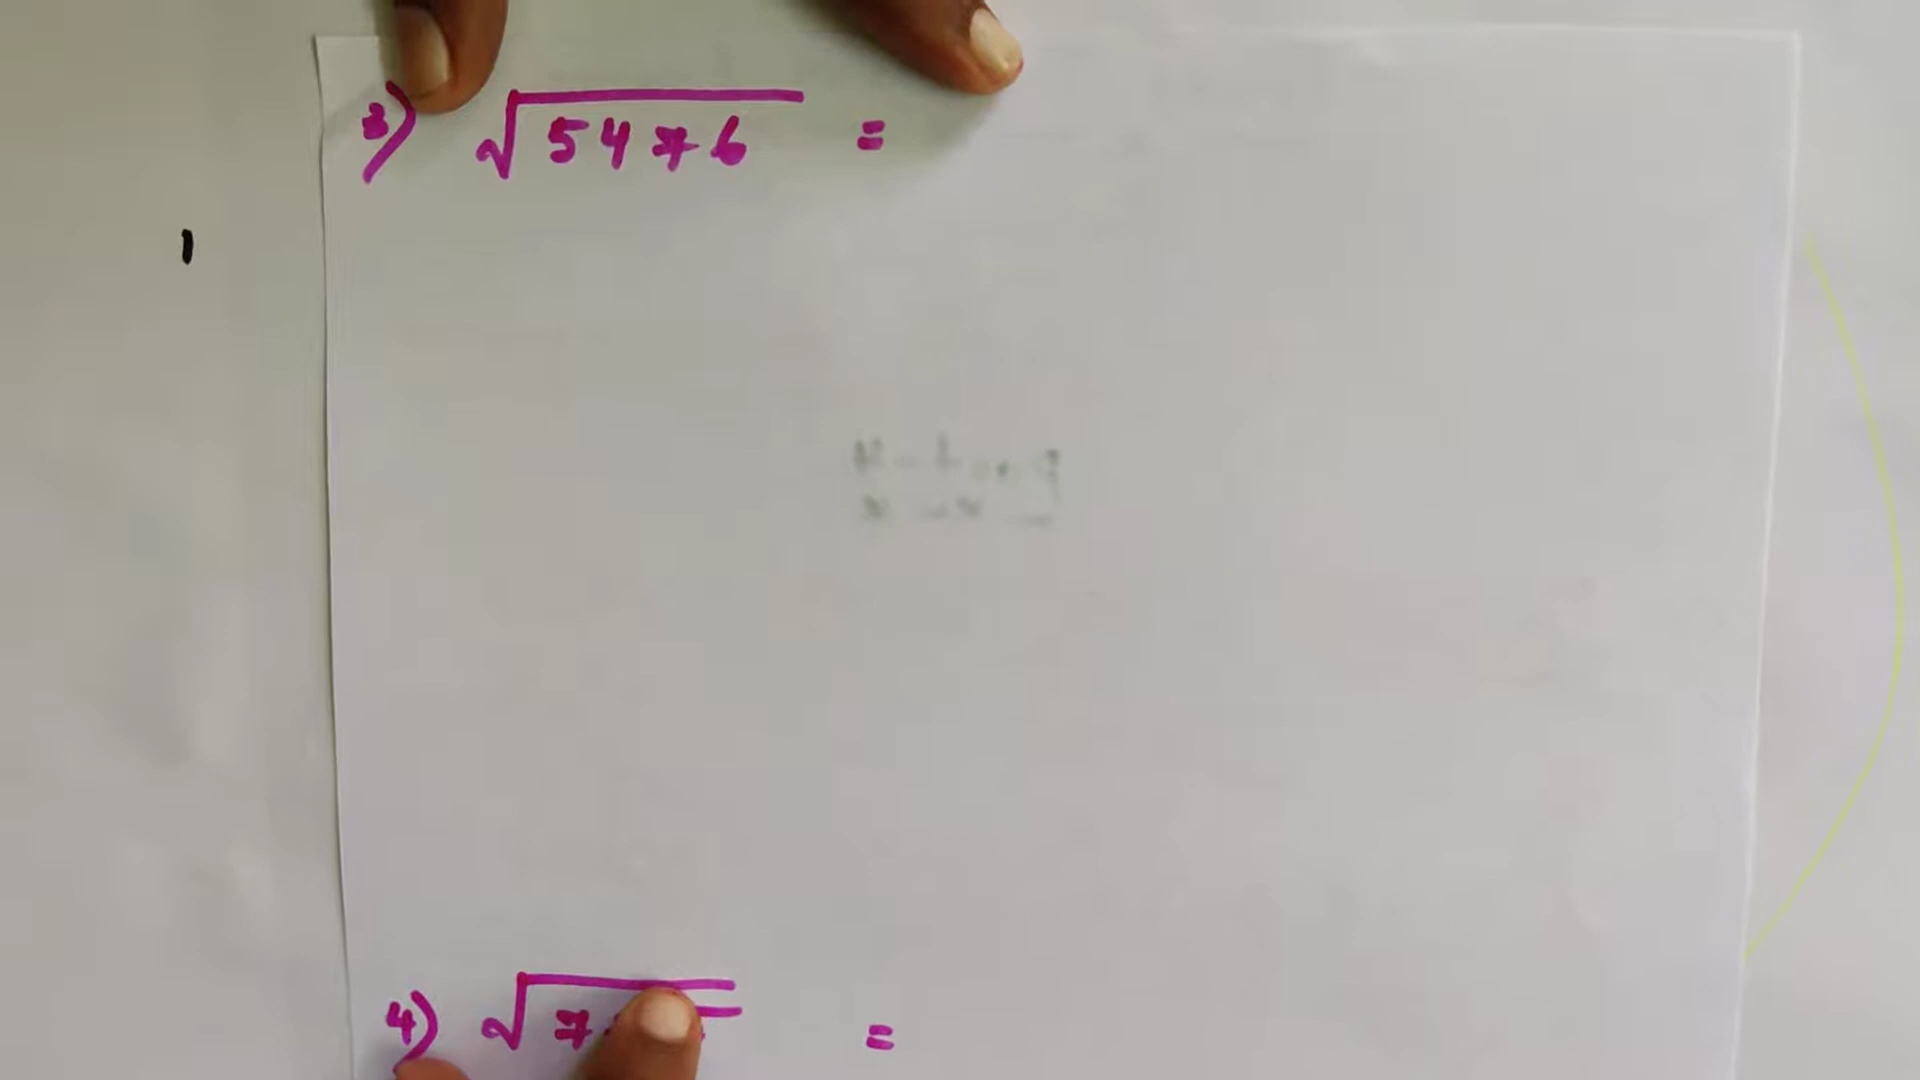 3) √5476 =
4) √7 =